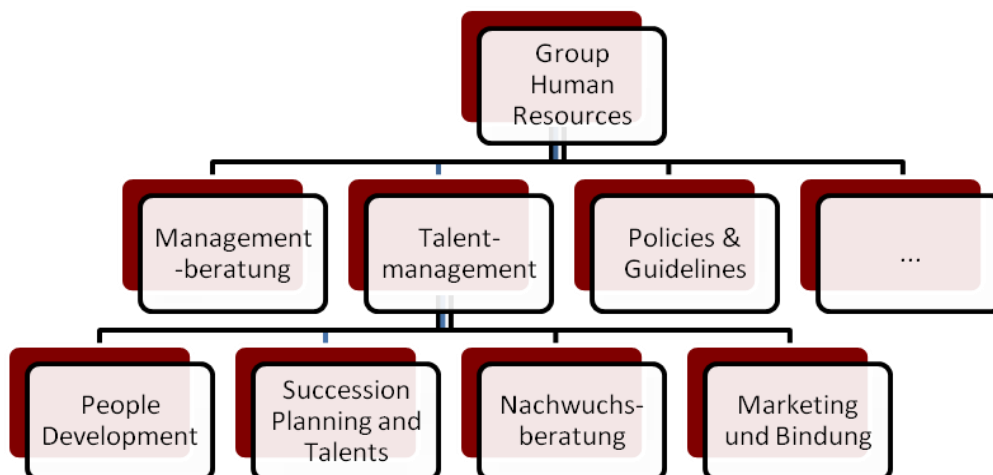 Group
Human
Resources
Management
-beratung
Talent-
management
Policies &
Guidelines
...
People
Development
Succession
Planning and
Talents
Nachwuchs-
beratung
Marketing
und Bindung